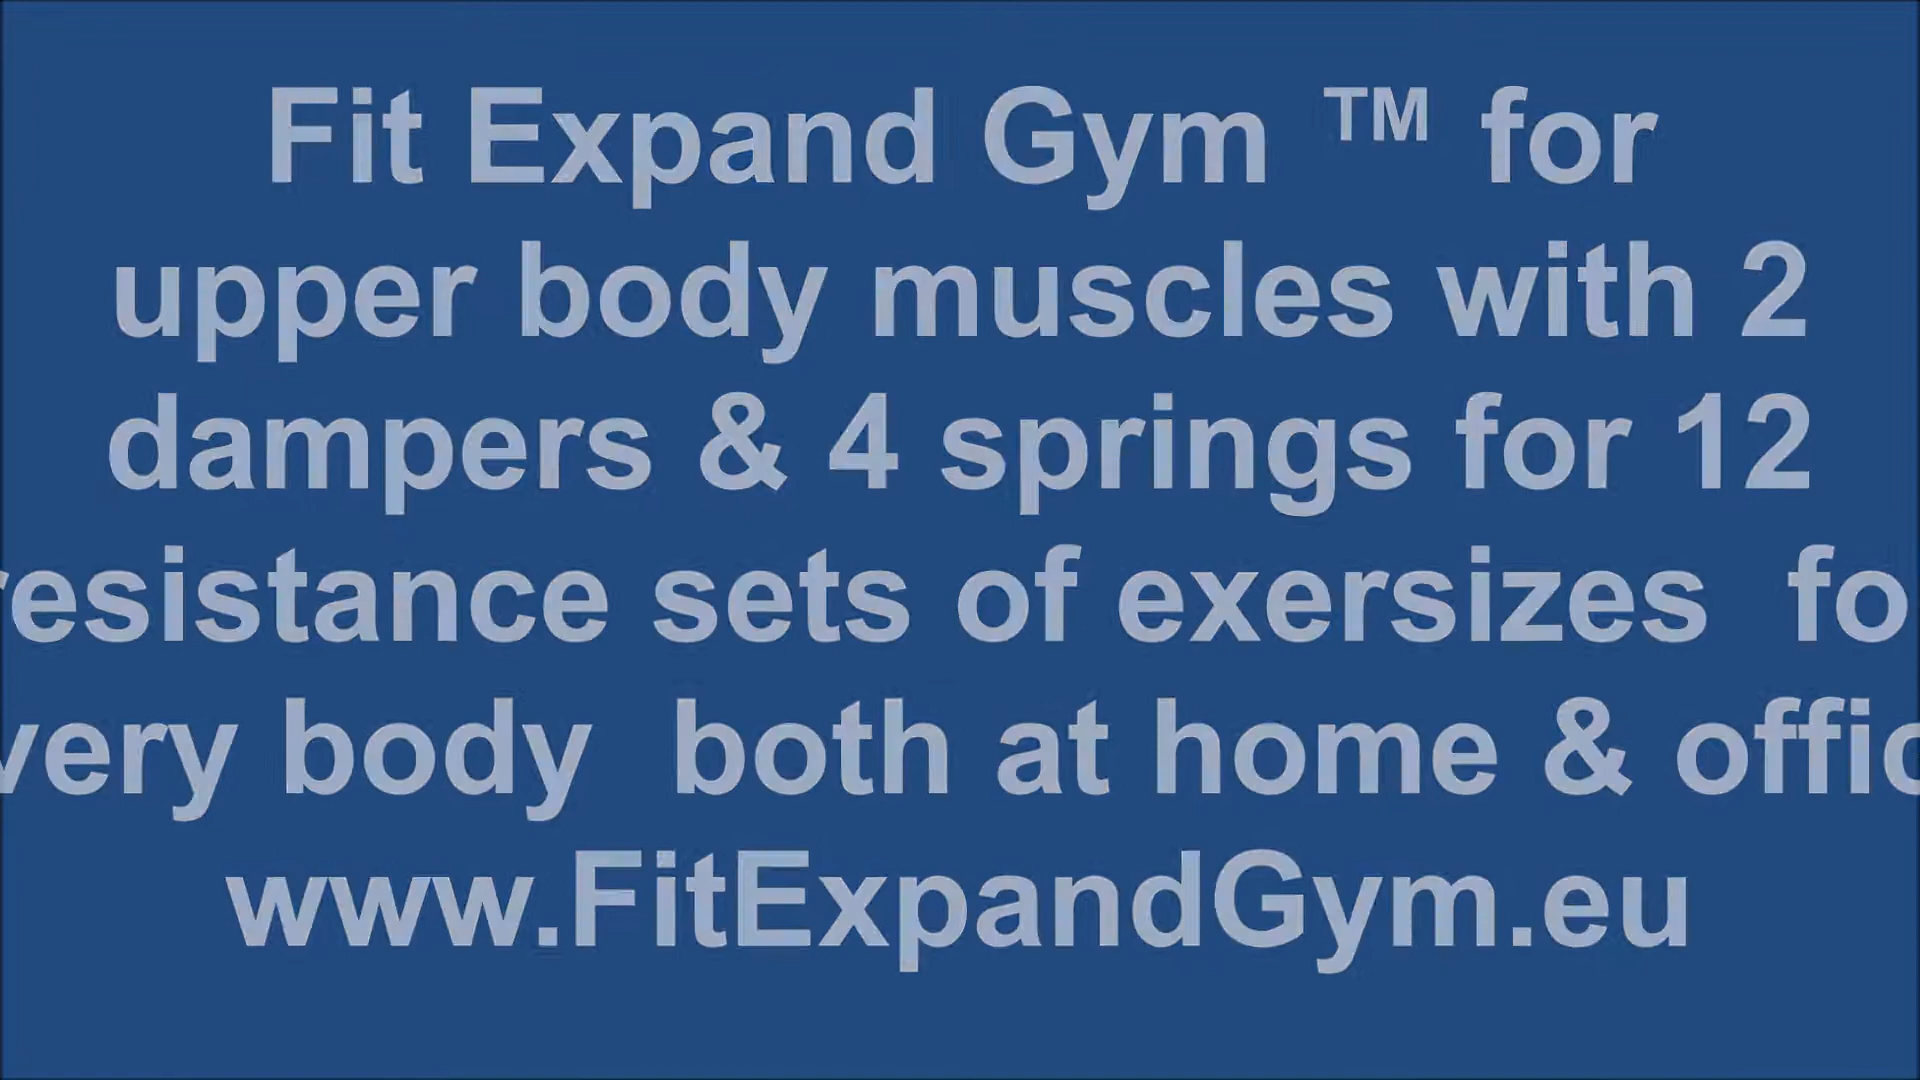 Fit Expand Gym ™ for
upper body muscles with 2
dampers & 4 springs for 12
resistance sets of exersizes  fo
very body  both at home & offic
www.FitExpandGym.eu